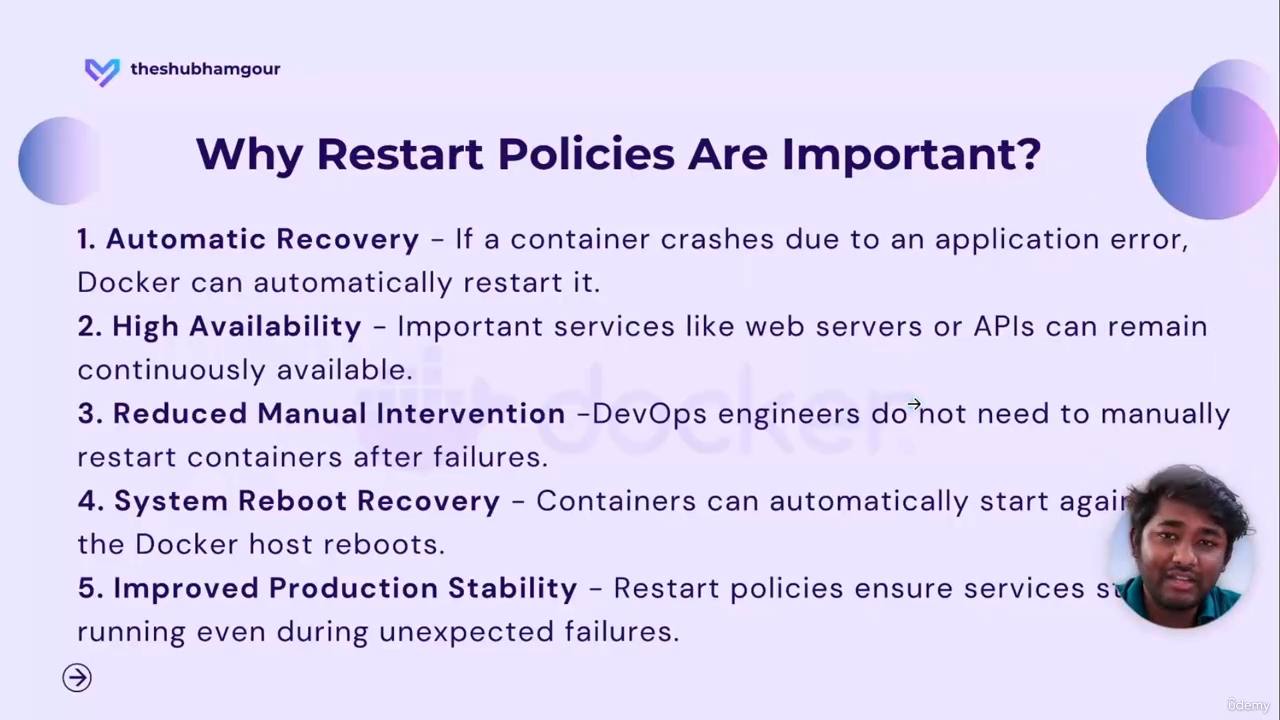 theshubhamgour
Why Restart Policies Are Important?
1. Automatic Recovery - If a container crashes due to an application error,
Docker can automatically restart it.
2. High Availability - Important services like web servers or APIs can remain
continuously available.
3. Reduced Manual Intervention -DevOps engineers do not need to manually
restart containers after failures.
4. System Reboot Recovery - Containers can automatically start
the Docker host reboots.
5. Improved Production Stability - Restart policies ensure services
running even during unexpected failures.
docker
ûdemy